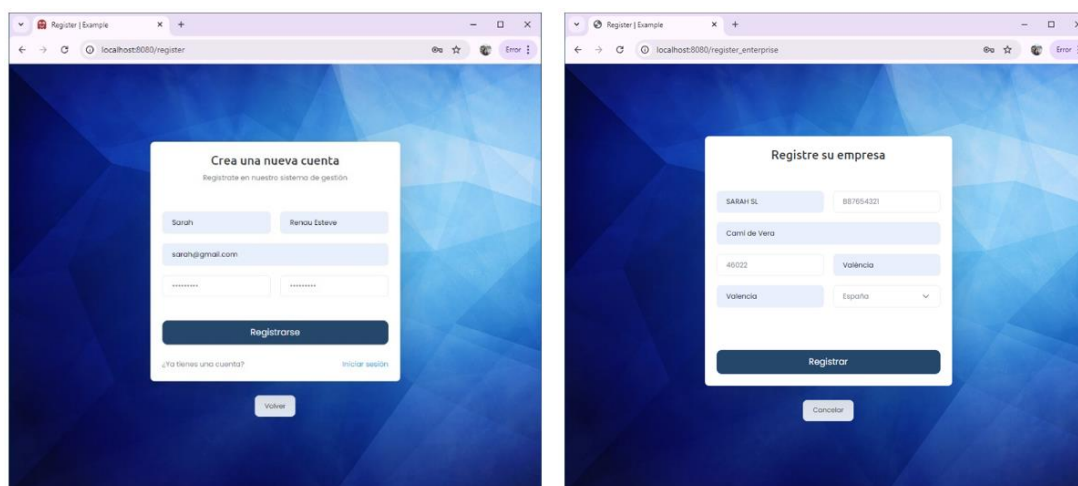 Register | Example
localhost:8080/register
Error
Crea una nueva cuenta
Registrate en nuestro sistema de gestión
Sarah
Renau Esteve
sarah@gmail.com
Registrarse
¿Ya tienes una cuenta?
Iniciar sesión
Volver
Register | Example
localhost:8080/register_enterprise
Error
Registre su empresa
SARAH SL
B87654321
Camí de Vera
46022
València
Valencia
España
Registrar
Cancelar